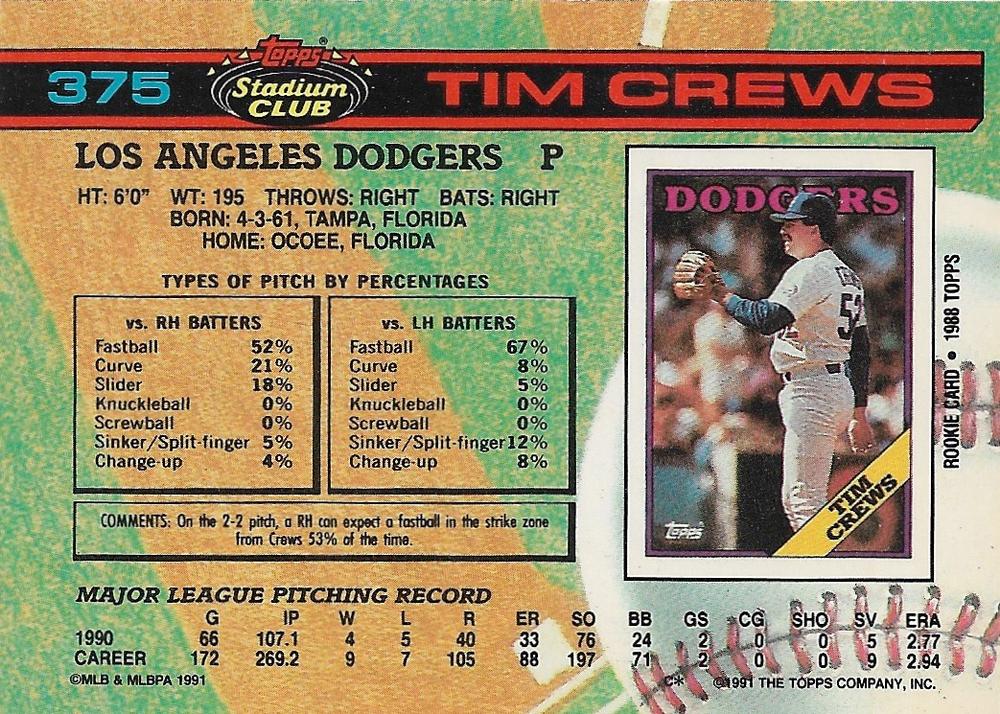 375 Topps® Stadium CLUB TIM CREWS
LOS ANGELES DODGERS P
HT: 6'0" WT: 195 THROWS: RIGHT BATS: RIGHT
BORN: 4-3-61, TAMPA, FLORIDA
HOME: OCOEE, FLORIDA
TYPES OF PITCH BY PERCENTAGES
vs. RH BATTERS
Fastball 52%
Curve 21%
Slider 18%
Knuckleball 0%
Screwball 0%
Sinker/Split-finger 5%
Change-up 4%
vs. LH BATTERS
Fastball 67%
Curve 8%
Slider 5%
Knuckleball 0%
Screwball 0%
Sinker/Split-finger 12%
Change-up 8%
COMMENTS: On the 2-2 pitch, a RH can expect a fastball in the strike zone
from Crews 53% of the time.
DODGERS
52
TIM
CREWS
Topps
ROOKIE CARD • 1988 TOPPS
MAJOR LEAGUE PITCHING RECORD
G IP W L R ER SO BB GS CG SHO SV ERA
1990 66 107.1 4 5 40 33 76 24 2 0 0 5 2.77
CAREER 172 269.2 9 7 105 88 197 71 2 0 0 9 2.94
©MLB & MLBPA 1991 C* ©1991 THE TOPPS COMPANY, INC.